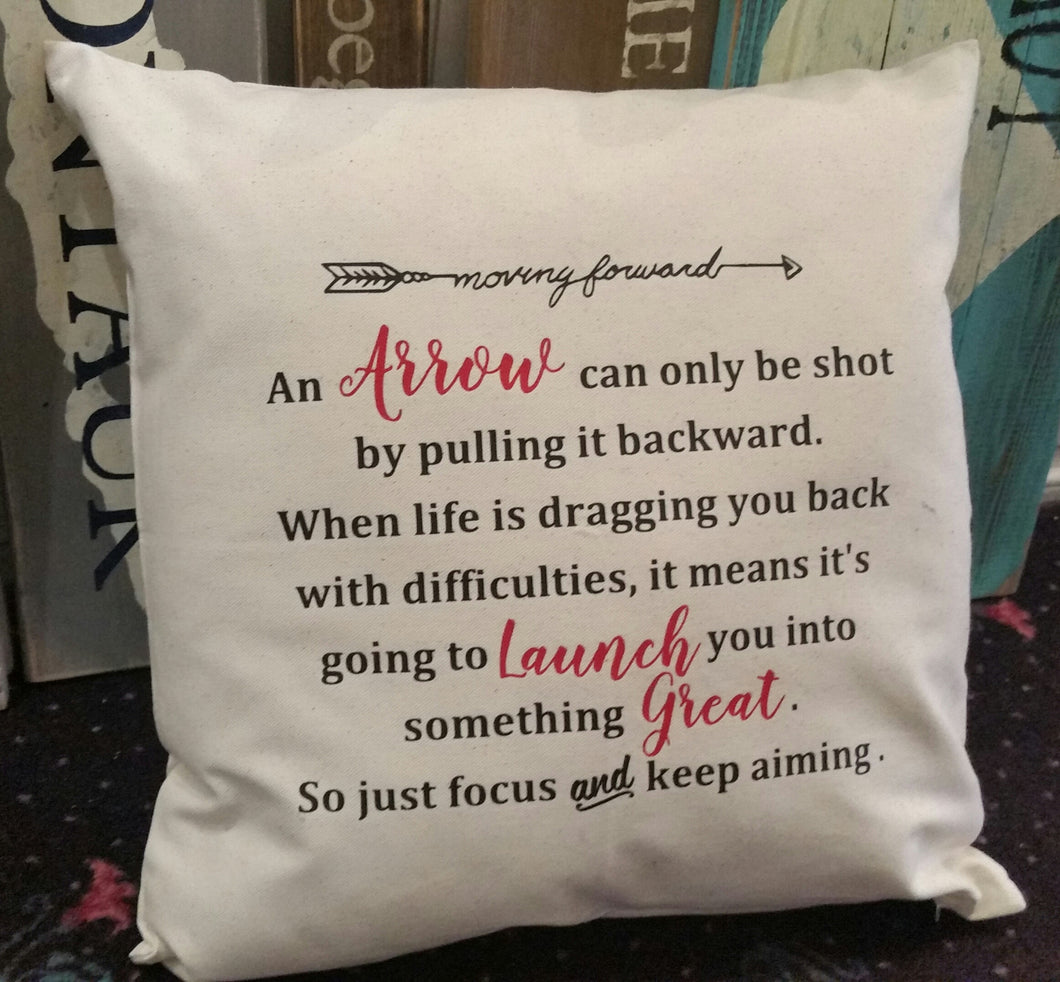 moving forward
An Arrow can only be shot
by pulling it backward.
When life is dragging you back
with difficulties, it means it's
going to Launch you into
something Great.
So just focus and keep aiming.